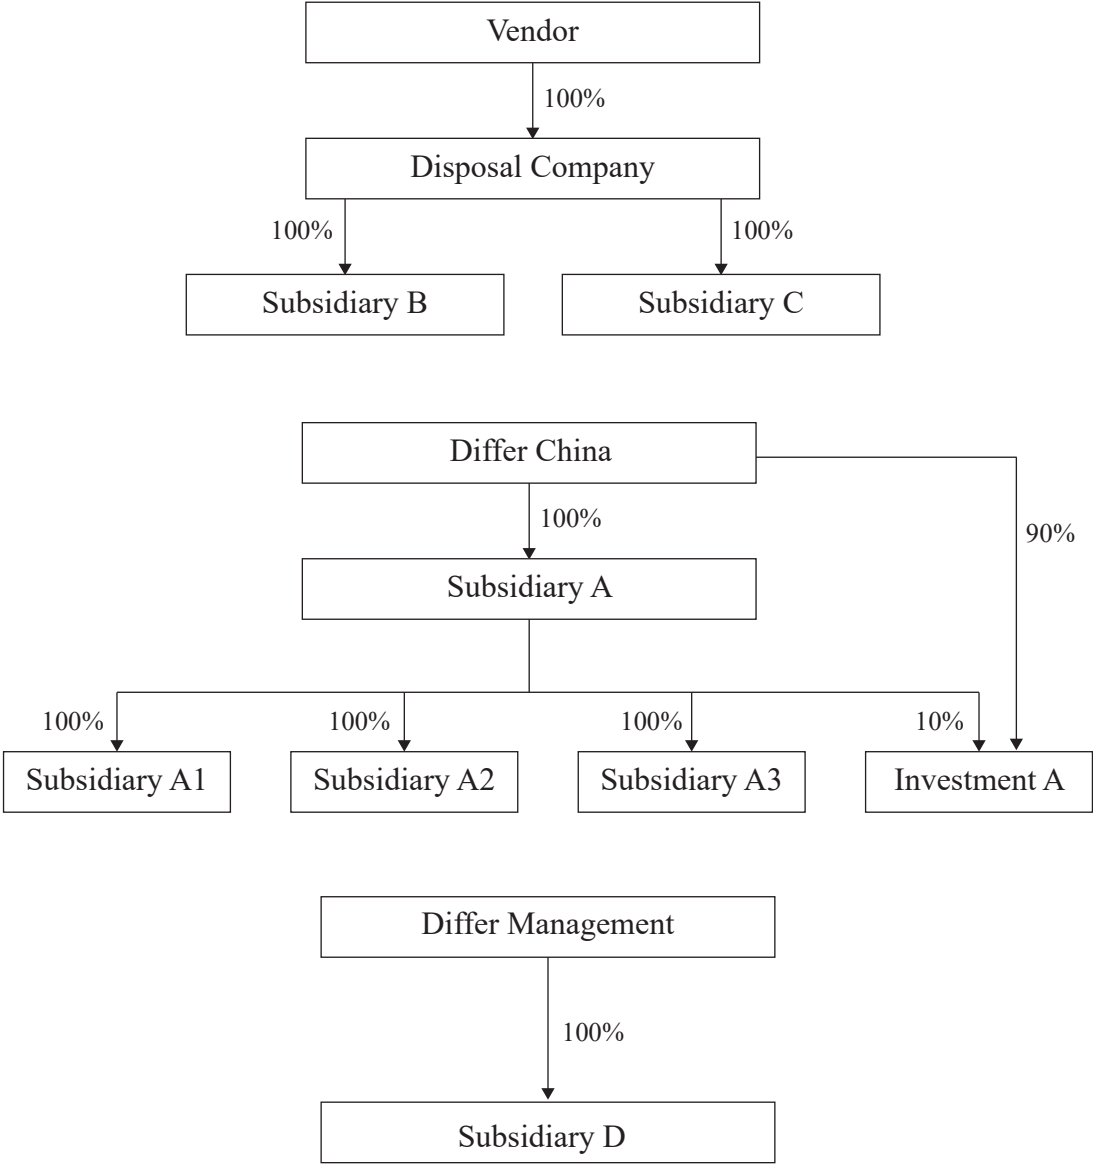 Vendor
100%
Disposal Company
100%
100%
Subsidiary B
Subsidiary C
Differ China
100%
90%
Subsidiary A
100%
100%
100%
10%
Subsidiary A1
Subsidiary A2
Subsidiary A3
Investment A
Differ Management
100%
Subsidiary D